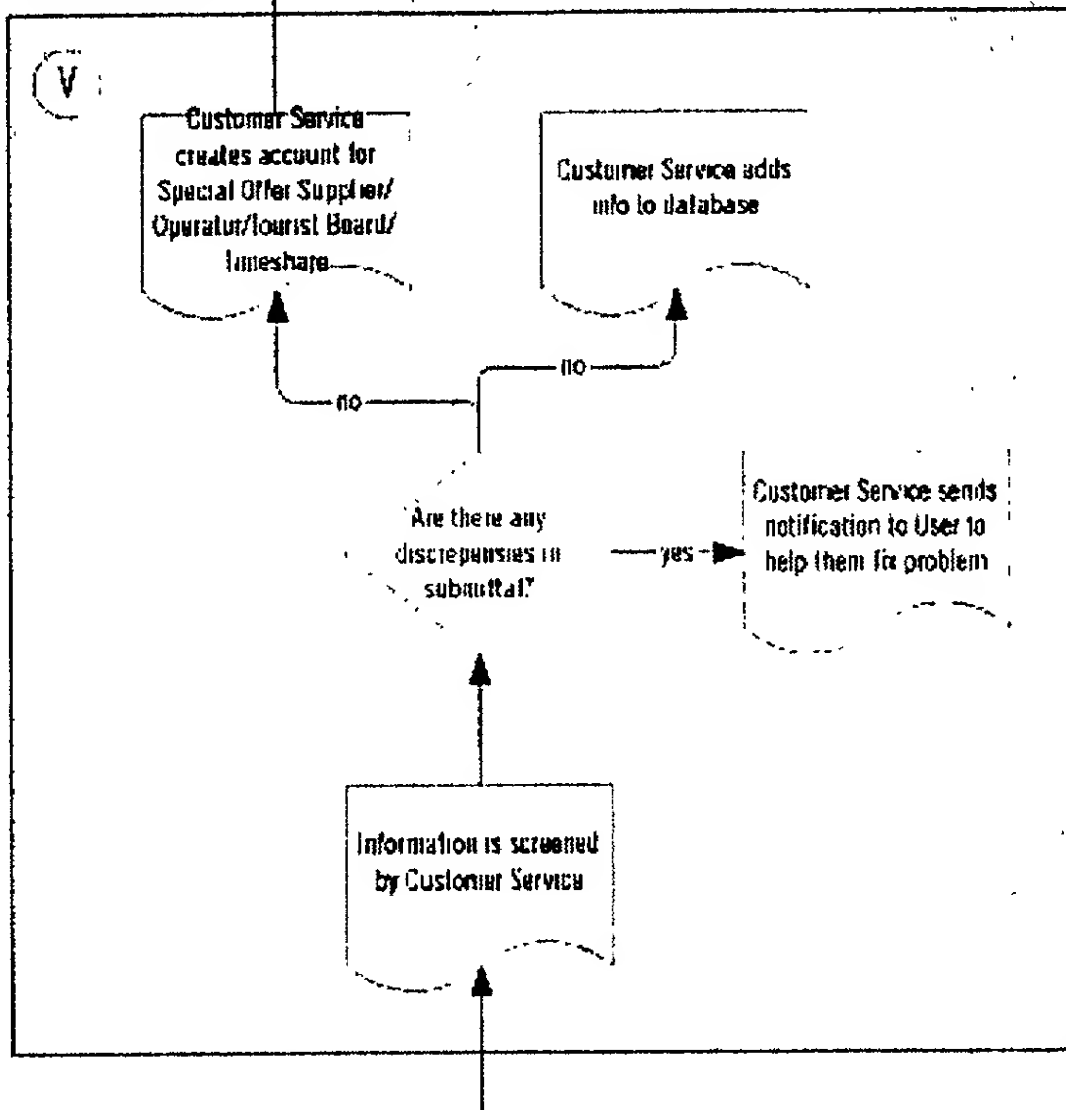 V
Customer Service
creates account for
Special Offer Supplier/
Operator/Tourist Board/
Timeshare
Customer Service adds
info to database
no
no
Are there any
discrepansies in
submittal?
yes
Customer Service sends
notification to User to
help them fix problem
Information is screened
by Customer Service